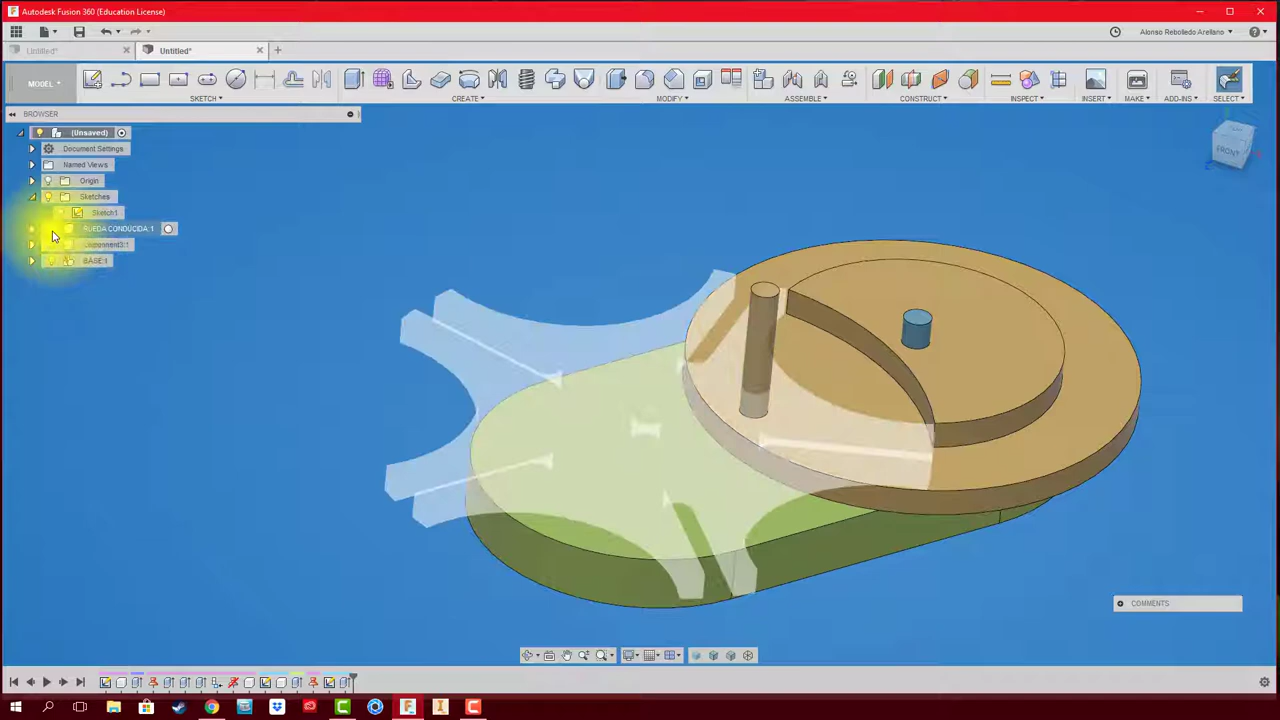 Autodesk Fusion 360 (Education License)
Alonso Rebolledo Arellano
Untitled*
Untitled*
MODEL
SKETCH
CREATE
MODIFY
ASSEMBLE
CONSTRUCT
INSPECT
INSERT
MAKE
ADD-INS
SELECT
BROWSER
(Unsaved)
Document Settings
Named Views
Origin
Sketches
Sketch1
RUEDA CONDUCIDA:1
Component3:1
BASE:1
FRONT
COMMENTS